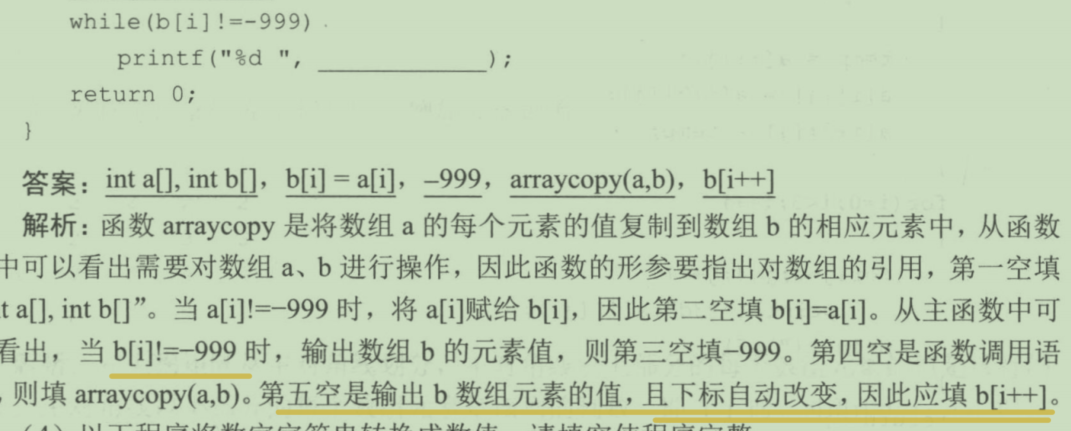 while(b[i]!=-999)
printf("%d ", ____________);
return 0;
}
答案：int a[], int b[]，b[i] = a[i]，-999，arraycopy(a,b)，b[i++]
解析：函数 arraycopy 是将数组 a 的每个元素的值复制到数组 b 的相应元素中，从函数
中可以看出需要对数组 a、b 进行操作，因此函数的形参要指出对数组的引用，第一空填
t a[], int b[]”。当 a[i]!=-999 时，将 a[i]赋给 b[i]，因此第二空填 b[i]=a[i]。从主函数中可
看出，当 b[i]!=-999 时，输出数组 b 的元素值，则第三空填-999。第四空是函数调用语
，则填 arraycopy(a,b)。第五空是输出 b 数组元素的值，且下标自动改变，因此应填 b[i++]。